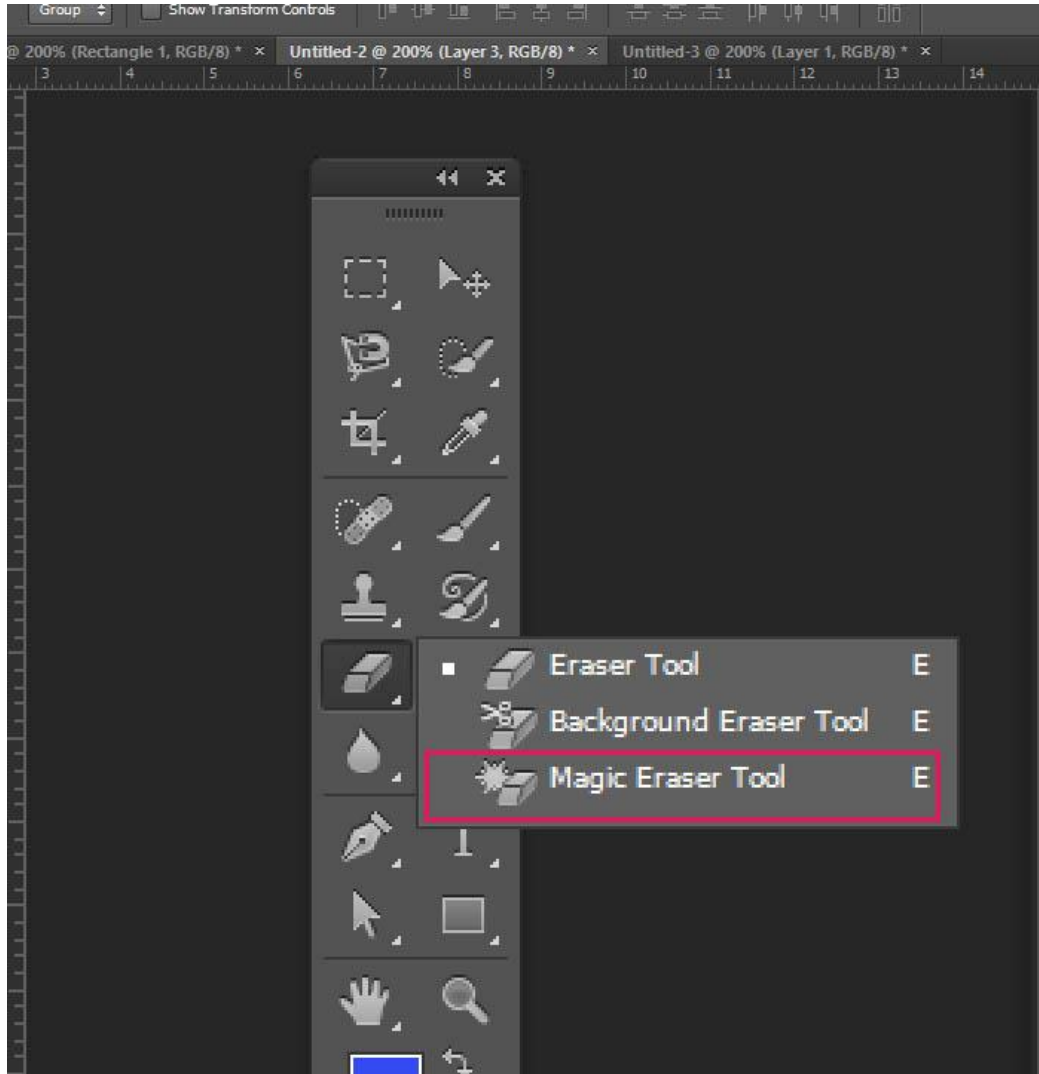 Group Show Transform Controls
@ 200% (Rectangle 1, RGB/8) * × Untitled-2 @ 200% (Layer 3, RGB/8) * × Untitled-3 @ 200% (Layer 1, RGB/8) * ×
3 4 5 6 7 8 9 10 11 12 13 14
Eraser Tool E
Background Eraser Tool E
Magic Eraser Tool E